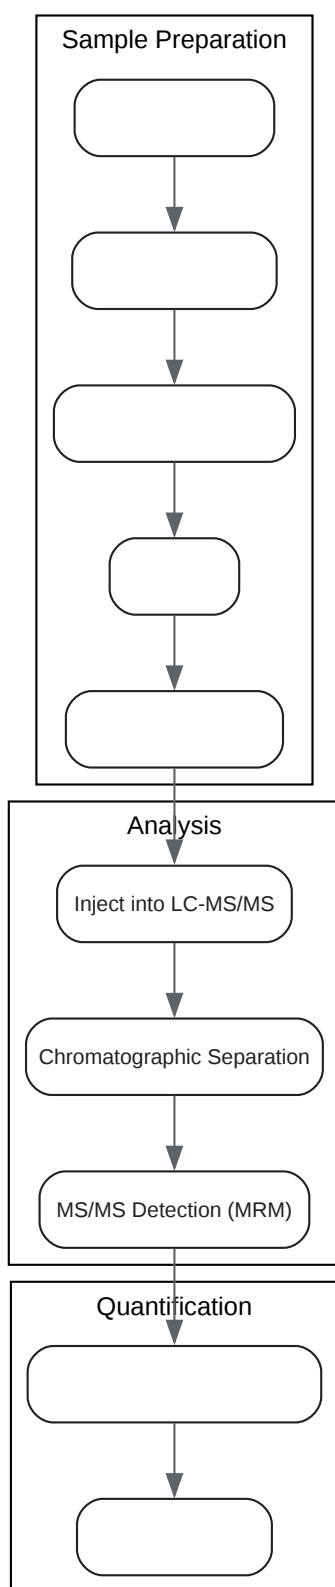 Sample Preparation
Analysis
Inject into LC-MS/MS
Chromatographic Separation
MS/MS Detection (MRM)
Quantification